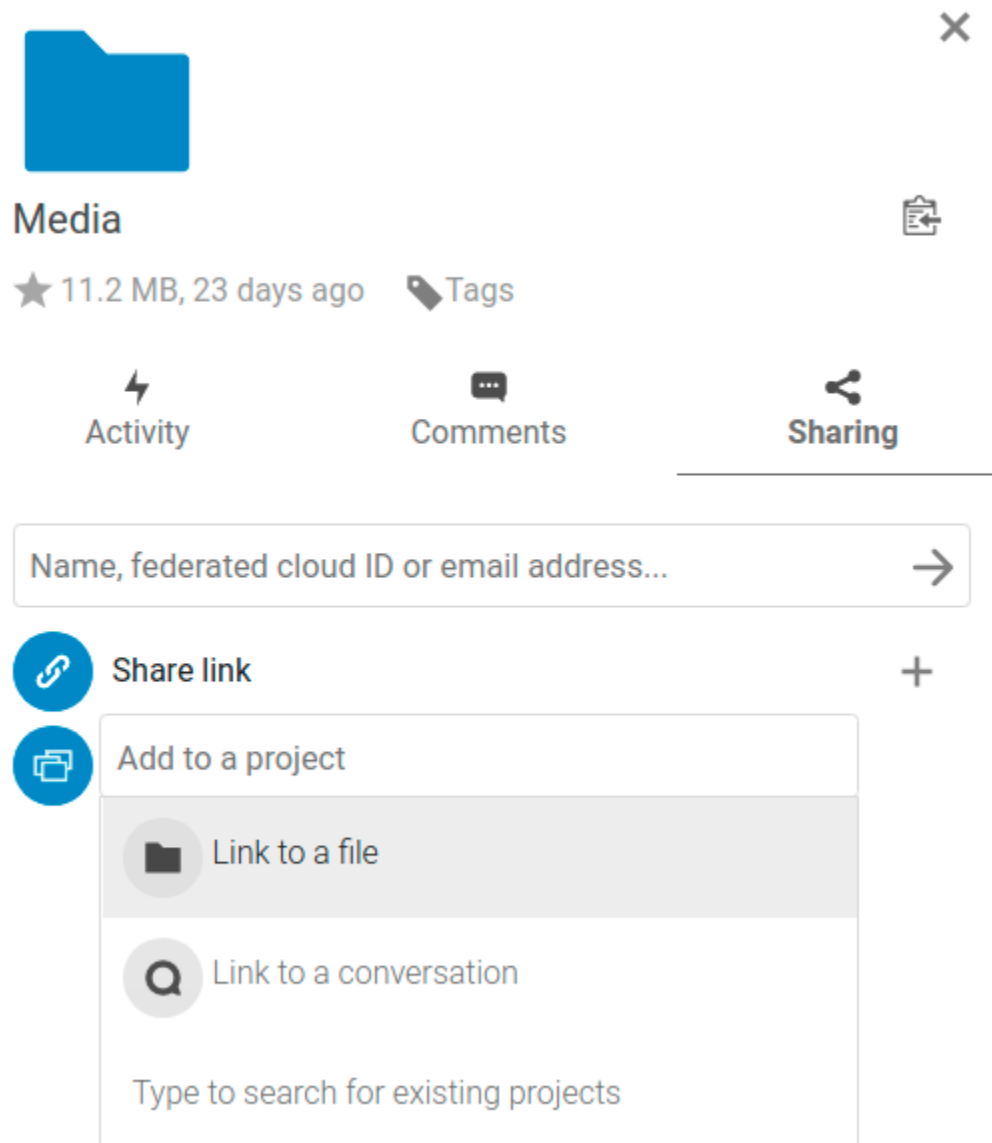 Media
11.2 MB, 23 days ago Tags
Activity Comments Sharing
Name, federated cloud ID or email address...
Share link
Add to a project
Link to a file
Link to a conversation
Type to search for existing projects